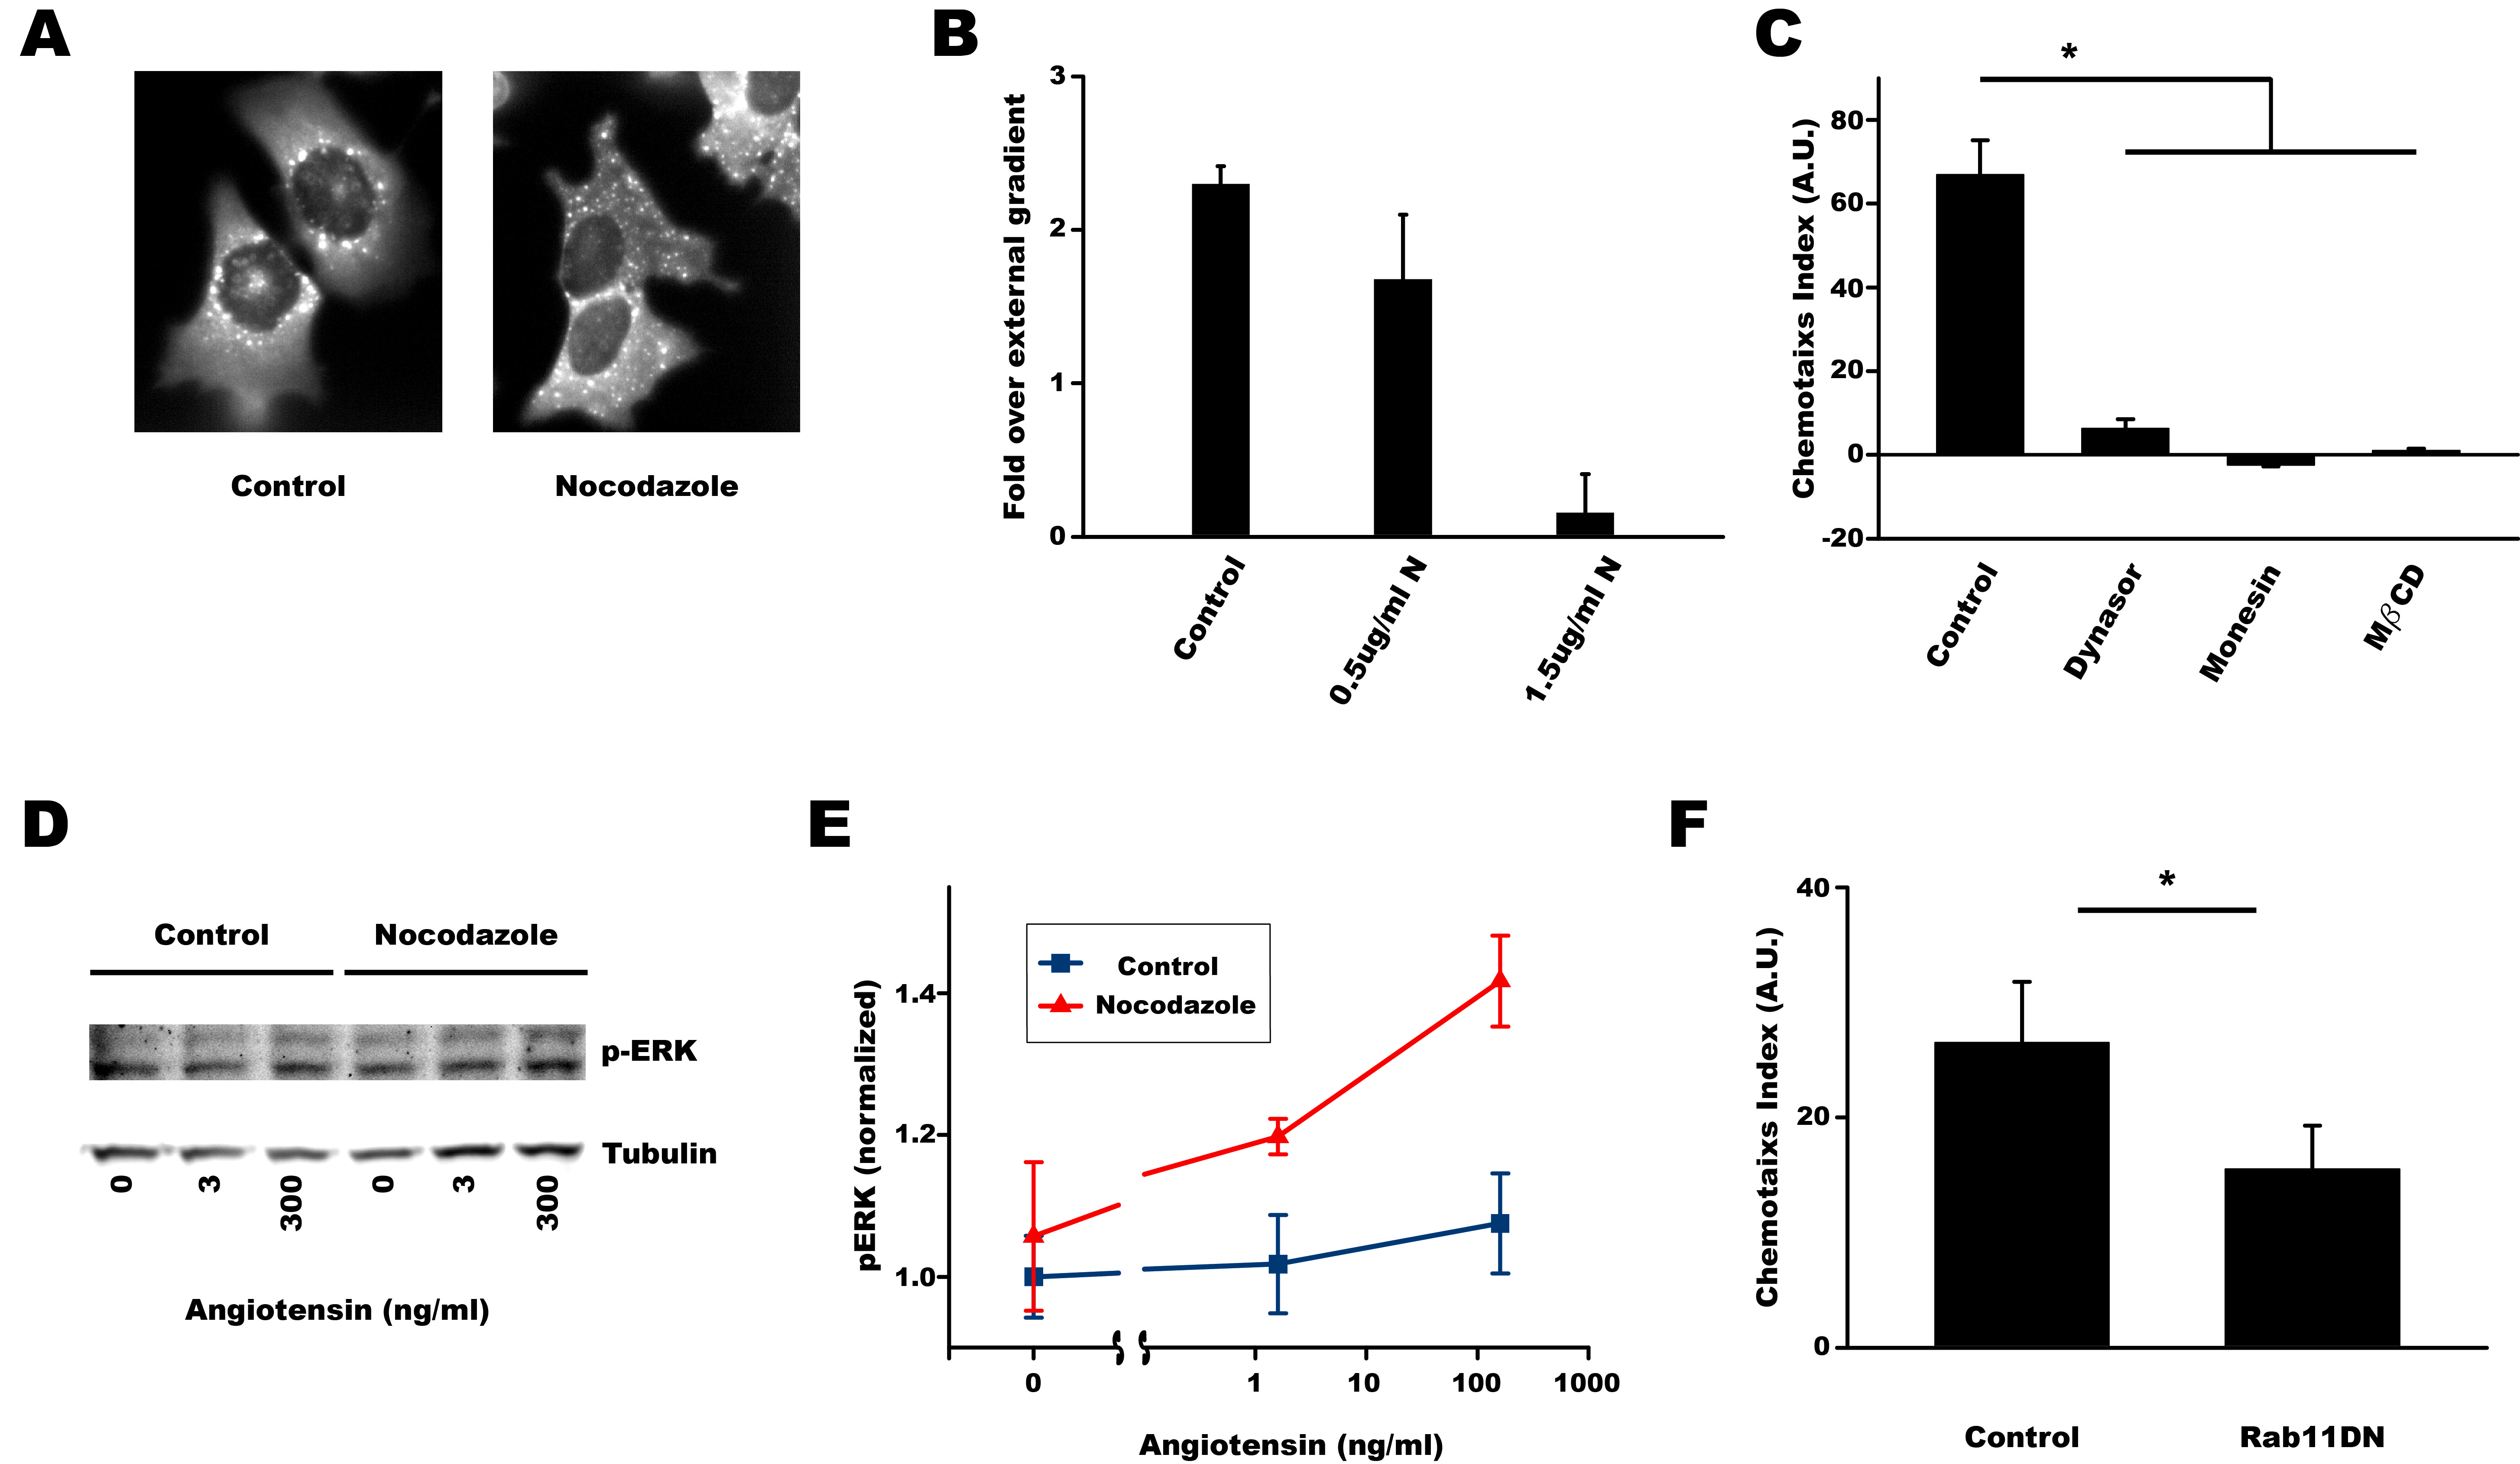 A
Control
Nocodazole
B
Fold over external gradient
3
2
1
0
Control
0.5ug/ml N
1.5ug/ml N
C
*
Chemotaixs Index (A.U.)
80
60
40
20
0
-20
Control
Dynasor
Monesin
MβCD
D
Control
Nocodazole
p-ERK
Tubulin
0
3
300
0
3
300
Angiotensin (ng/ml)
E
pERK (normalized)
1.4
1.2
1.0
Control
Nocodazole
0
1
10
100
1000
Angiotensin (ng/ml)
F
*
Chemotaixs Index (A.U.)
40
20
0
Control
Rab11DN